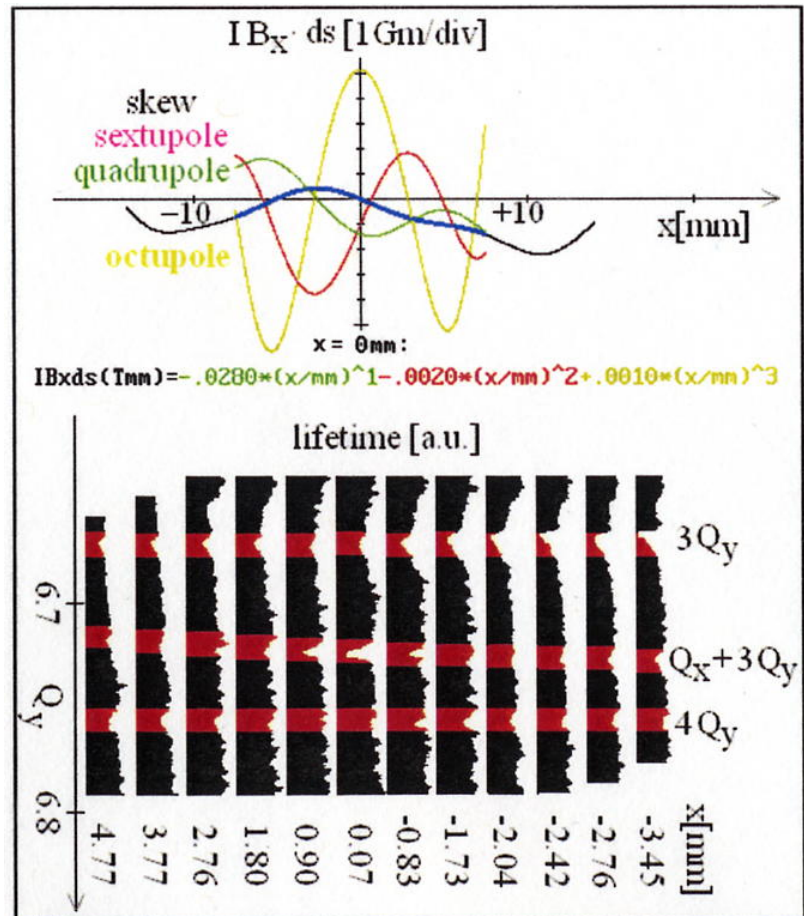 IBx· ds [1Gm/div]
skew
sextupole
quadrupole
octupole
-10
+10
x[mm]
x = 0mm:
IBxds(Tmm)=-.0280*(x/mm)^1-.0020*(x/mm)^2+.0010*(x/mm)^3
lifetime [a.u.]
3Qy
6.7
Qx+3Qy
Qy
4Qy
6.8
4.77
3.77
2.76
1.80
0.90
0.07
-0.83
-1.73
-2.04
-2.42
-2.76
-3.45
x[mm]